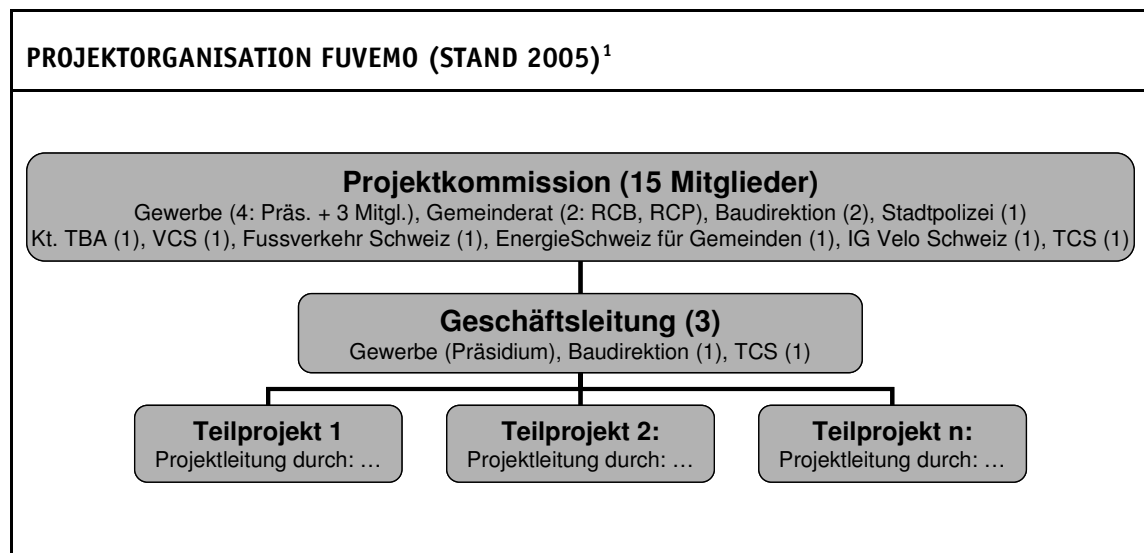 PROJEKTORGANISATION FUVEMO (STAND 2005)¹
Projektkommission (15 Mitglieder)
Gewerbe (4: Präs. + 3 Mitgl.), Gemeinderat (2: RCB, RCP), Baudirektion (2), Stadtpolizei (1)
Kt. TBA (1), VCS (1), Fussverkehr Schweiz (1), EnergieSchweiz für Gemeinden (1), IG Velo Schweiz (1), TCS (1)
Geschäftsleitung (3)
Gewerbe (Präsidium), Baudirektion (1), TCS (1)
Teilprojekt 1
Projektleitung durch: …
Teilprojekt 2:
Projektleitung durch: …
Teilprojekt n:
Projektleitung durch: …